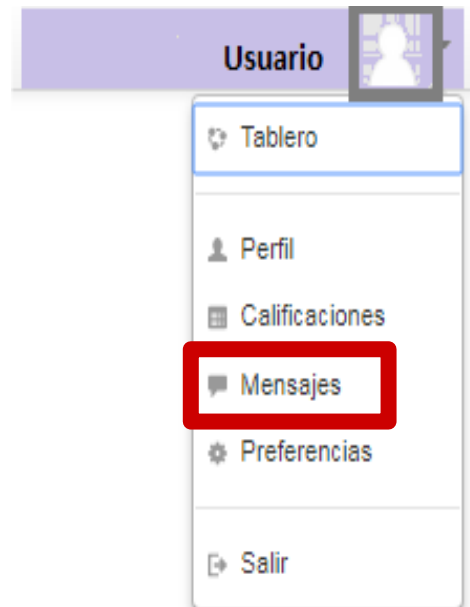 Usuario
Tablero
Perfil
Calificaciones
Mensajes
Preferencias
Salir